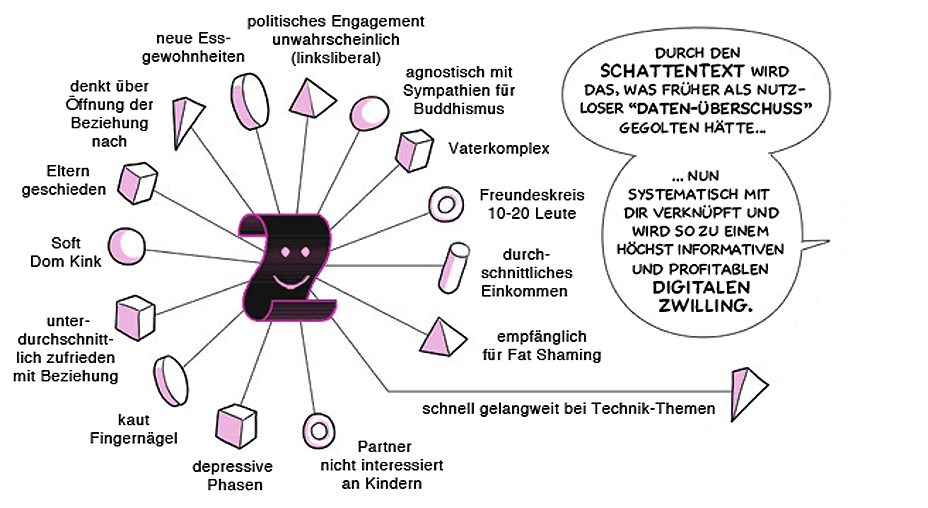 politisches Engagement
unwahrscheinlich
(linksliberal)
neue Ess-
gewohnheiten
agnostisch mit
Sympathien für
Buddhismus
denkt über
Öffnung der
Beziehung
nach
Vaterkomplex
Eltern
geschieden
Freundeskreis
10-20 Leute
Soft
Dom Kink
durch-
schnittliches
Einkommen
unter-
durchschnitt-
lich zufrieden
mit Beziehung
empfänglich
für Fat Shaming
schnell gelangweit bei Technik-Themen
kaut
Fingernägel
depressive
Phasen
Partner
nicht interessiert
an Kindern
DURCH DEN
SCHATTENTEXT WIRD
DAS, WAS FRÜHER ALS NUTZ-
LOSER “DATEN-ÜBERSCHUSS”
GEGOLTEN HÄTTE...
... NUN
SYSTEMATISCH MIT
DIR VERKNÜPFT UND
WIRD SO ZU EINEM
HÖCHST INFORMATIVEN
UND PROFITABLEN
DIGITALEN
ZWILLING.